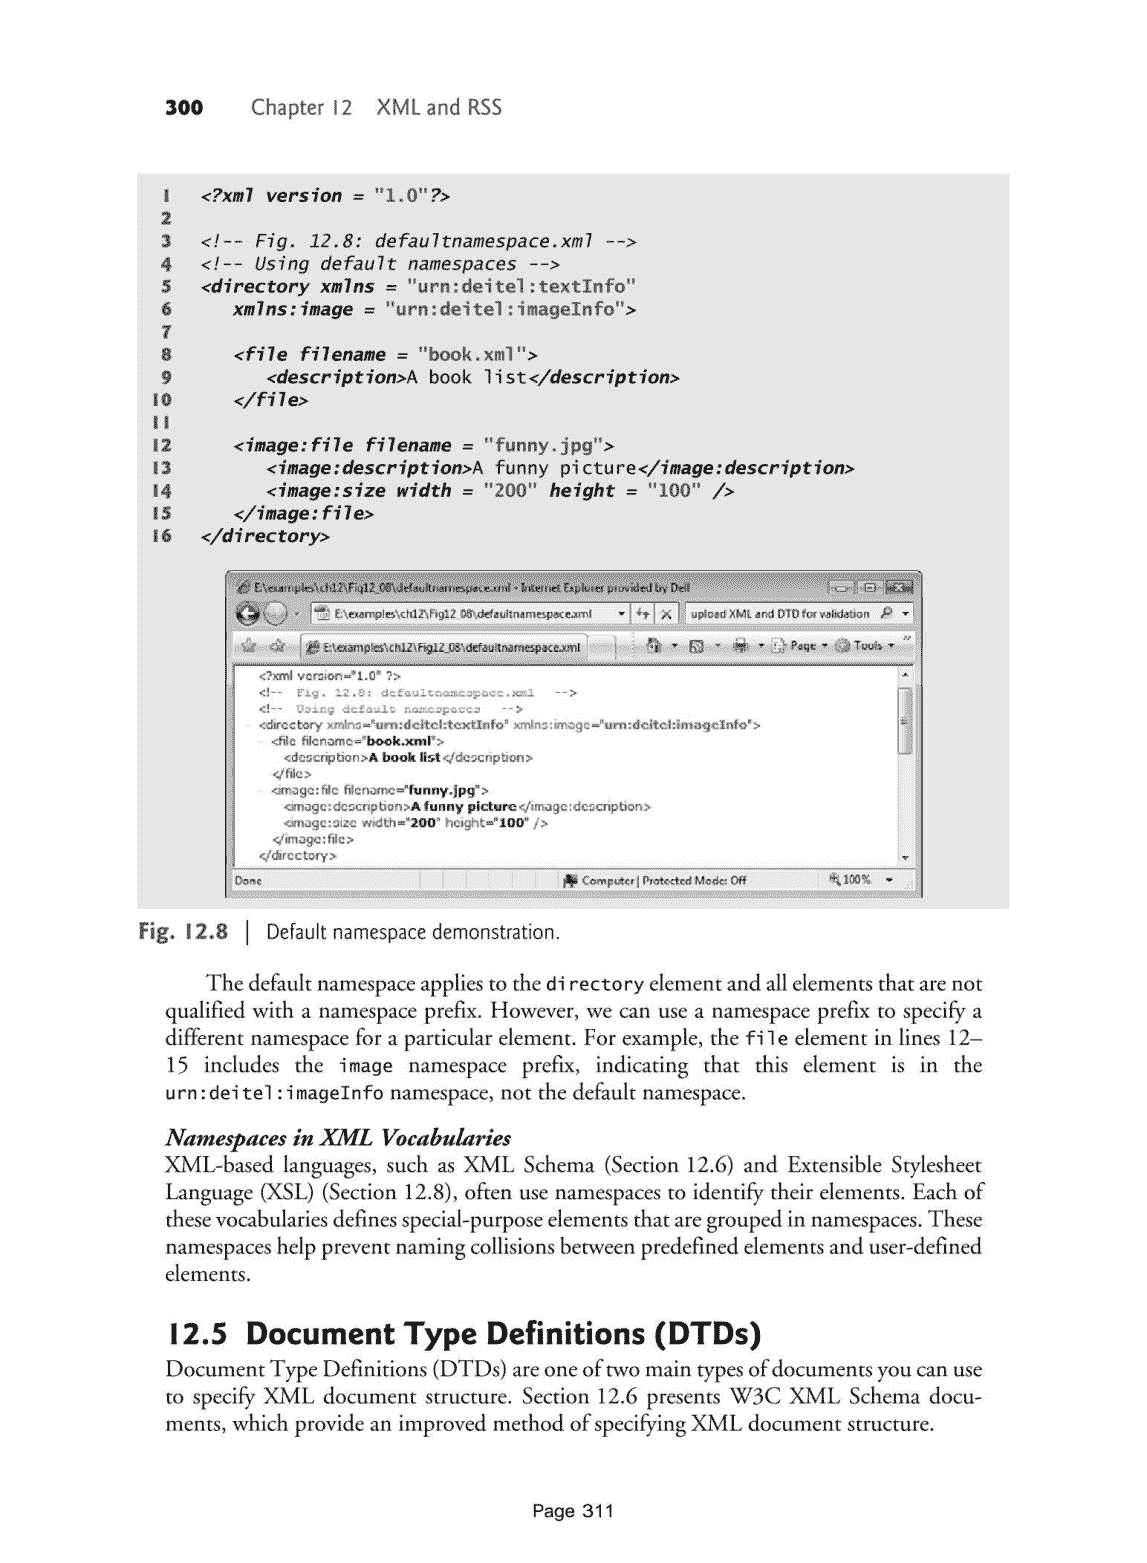 300 Chapter 12 XML and RSS
1 <?xml version = "1.0"?>
2
3 <!-- Fig. 12.8: defaultnamespace.xml -->
4 <!-- Using default namespaces -->
5 <directory xmlns = "urn:deitel:textInfo"
6 xmlns:image = "urn:deitel:imageInfo">
7
8 <file filename = "book.xml">
9 <description>A book list</description>
10 </file>
11
12 <image:file filename = "funny.jpg">
13 <image:description>A funny picture</image:description>
14 <image:size width = "200" height = "100" />
15 </image:file>
16 </directory>
E:\examples\ch12\Fig12_08\defaultnamespace.xml - Internet Explorer provided by Dell
E:\examples\ch12\Fig12_08\defaultnamespace.xml upload XML and DTD for validation
E:\examples\ch12\Fig12_08\defaultnamespace.xml Page Tools
<?xml version="1.0" ?>
<!-- Fig. 12.8: defaultnamespace.xml -->
<!-- Using default namespaces -->
- <directory xmlns="urn:deitel:textInfo" xmlns:image="urn:deitel:imageInfo">
- <file filename="book.xml">
<description>A book list</description>
</file>
- <image:file filename="funny.jpg">
<image:description>A funny picture</image:description>
<image:size width="200" height="100" />
</image:file>
</directory>
Done Computer | Protected Mode: Off 100%
Fig. 12.8 | Default namespace demonstration.
The default namespace applies to the directory element and all elements that are not
qualified with a namespace prefix. However, we can use a namespace prefix to specify a
different namespace for a particular element. For example, the file element in lines 12–
15 includes the image namespace prefix, indicating that this element is in the
urn:deitel:imageInfo namespace, not the default namespace.
Namespaces in XML Vocabularies
XML-based languages, such as XML Schema (Section 12.6) and Extensible Stylesheet
Language (XSL) (Section 12.8), often use namespaces to identify their elements. Each of
these vocabularies defines special-purpose elements that are grouped in namespaces. These
namespaces help prevent naming collisions between predefined elements and user-defined
elements.
12.5 Document Type Definitions (DTDs)
Document Type Definitions (DTDs) are one of two main types of documents you can use
to specify XML document structure. Section 12.6 presents W3C XML Schema docu-
ments, which provide an improved method of specifying XML document structure.
Page 311